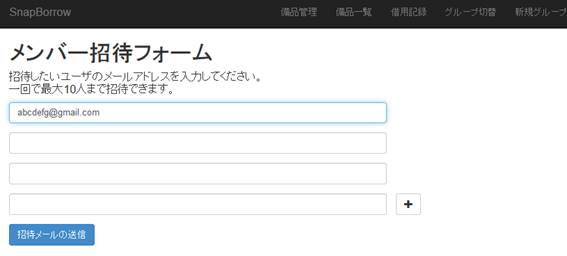 SnapBorrow 備品管理 備品一覧 借用記録 グループ切替 新規グループ
メンバー招待フォーム
招待したいユーザのメールアドレスを入力してください。
一回で最大10人まで招待できます。
abcdefg@gmail.com
+
招待メールの送信